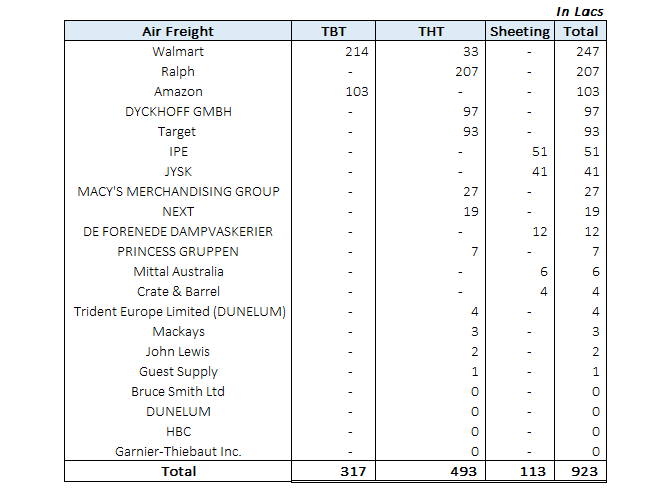 In Lacs
Air Freight TBT THT Sheeting Total
Walmart 214 33 - 247
Ralph - 207 - 207
Amazon 103 - - 103
DYCKHOFF GMBH - 97 - 97
Target - 93 - 93
IPE - - 51 51
JYSK - - 41 41
MACY'S MERCHANDISING GROUP - 27 - 27
NEXT - 19 - 19
DE FORENEDE DAMPVASKERIER - - 12 12
PRINCESS GRUPPEN - 7 - 7
Mittal Australia - - 6 6
Crate & Barrel - - 4 4
Trident Europe Limited (DUNELUM) - 4 - 4
Mackays - 3 - 3
John Lewis - 2 - 2
Guest Supply - 1 - 1
Bruce Smith Ltd - 0 - 0
DUNELUM - 0 - 0
HBC - 0 - 0
Garnier-Thiebaut Inc. - 0 - 0
Total 317 493 113 923